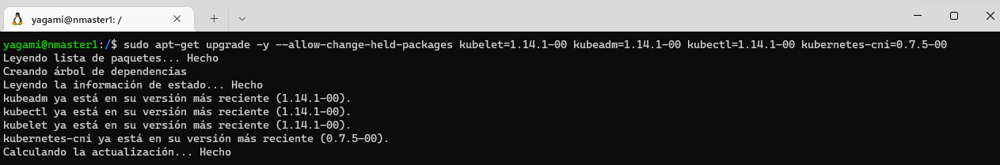 yagami@nmaster1: /
yagami@nmaster1:/$ sudo apt-get upgrade -y --allow-change-held-packages kubelet=1.14.1-00 kubeadm=1.14.1-00 kubectl=1.14.1-00 kubernetes-cni=0.7.5-00
Leyendo lista de paquetes... Hecho
Creando árbol de dependencias
Leyendo la información de estado... Hecho
kubeadm ya está en su versión más reciente (1.14.1-00).
kubectl ya está en su versión más reciente (1.14.1-00).
kubelet ya está en su versión más reciente (1.14.1-00).
kubernetes-cni ya está en su versión más reciente (0.7.5-00).
Calculando la actualización... Hecho